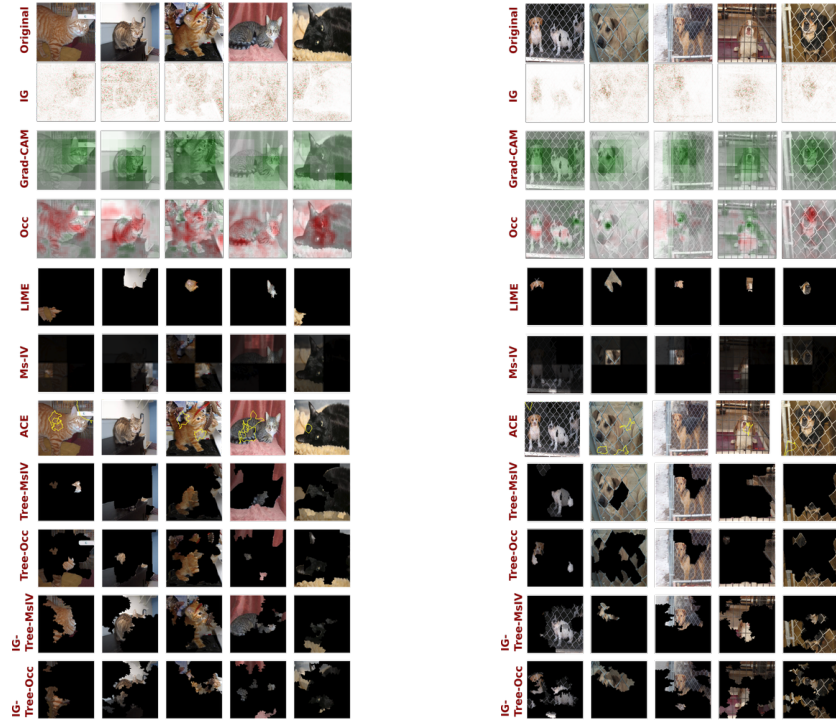 Original
IG
Grad-CAM
Occ
LIME
Ms-IV
ACE
Tree-MsIV
Tree-Occ
IG-
Tree-MsIV
IG-
Tree-Occ
Original
IG
Grad-CAM
Occ
LIME
Ms-IV
ACE
Tree-MsIV
Tree-Occ
IG-
Tree-MsIV
IG-
Tree-Occ